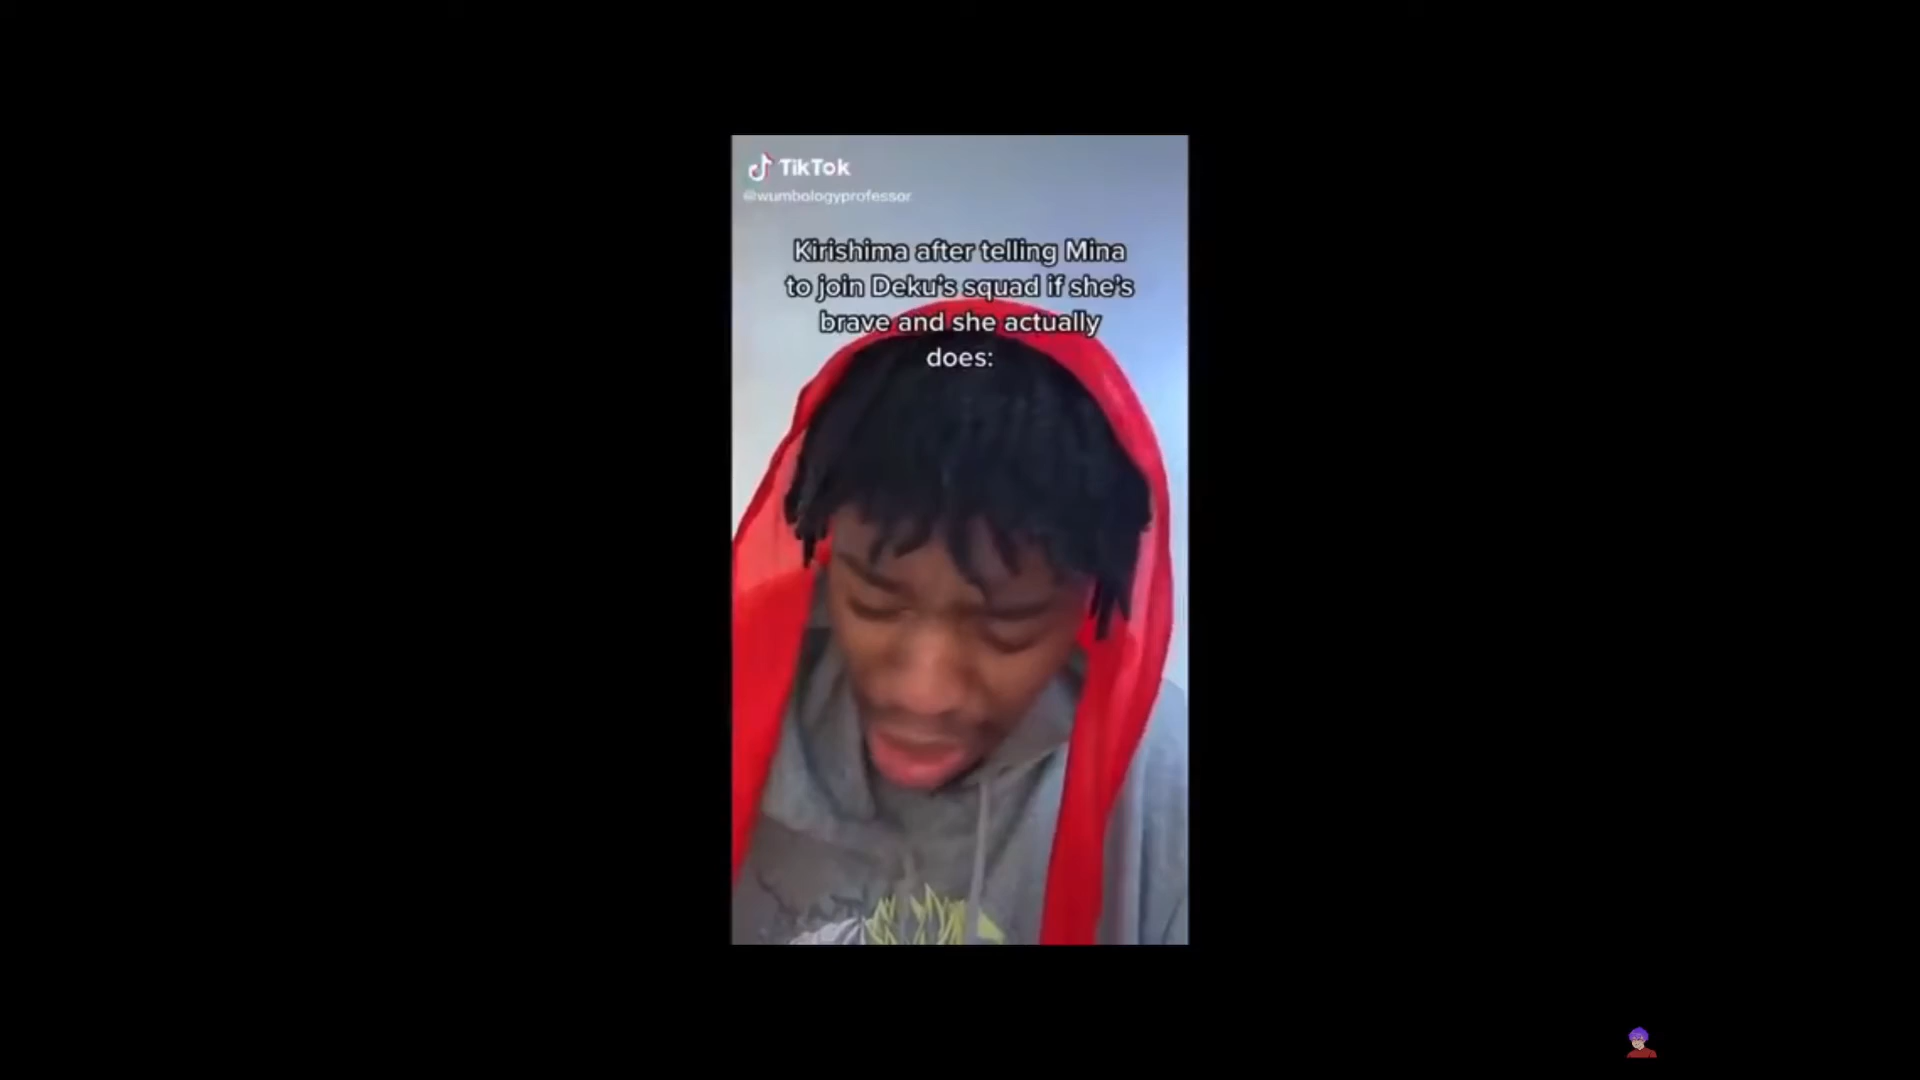 TikTok
@wumbologyprofessor
Kirishima after telling Mina
to join Deku's squad if she's
brave and she actually
does: